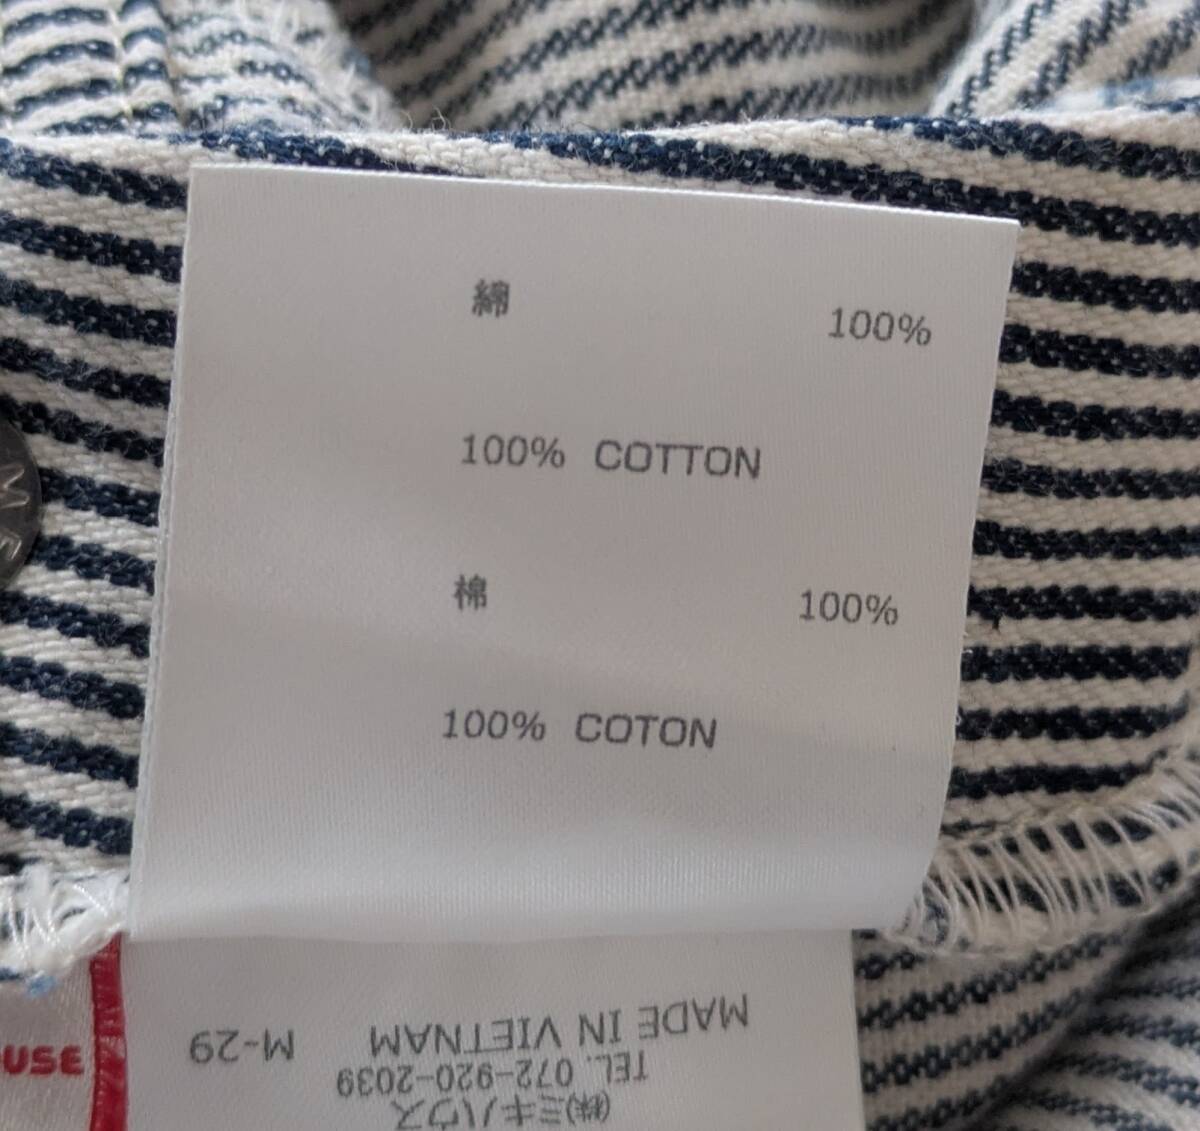 綿 100%
100% COTTON
棉 100%
100% COTON
(株)ミキハウス
TEL. 072-920-2039
MADE IN VIETNAM M-29
USE